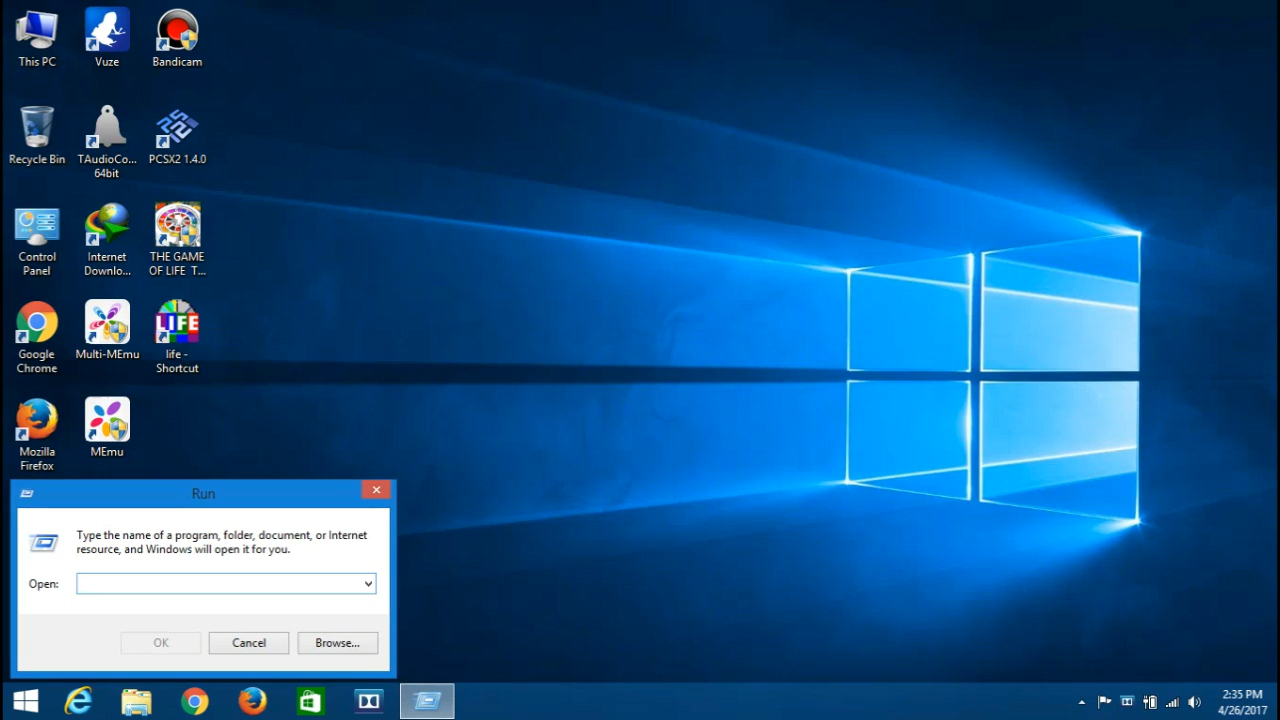 This PC
Vuze
Bandicam
Recycle Bin
TAudioCo...
64bit
PCSX2 1.4.0
Control
Panel
Internet
Downlo...
THE GAME
OF LIFE T...
Google
Chrome
Multi-MEmu
LIFE
life -
Shortcut
Mozilla
Firefox
MEmu
Run
Type the name of a program, folder, document, or Internet
resource, and Windows will open it for you.
Open:
OK
Cancel
Browse...
2:35 PM
4/26/2017